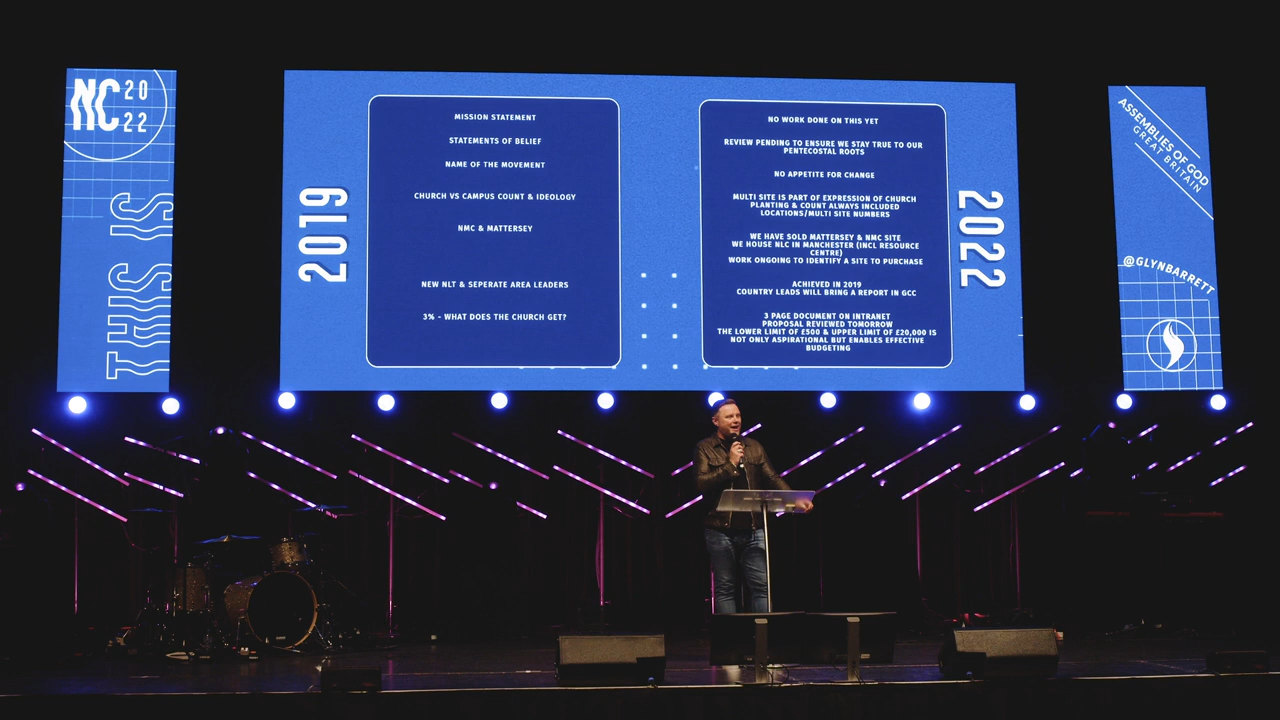 NC 20
22
THIS IS
2019
MISSION STATEMENT
STATEMENTS OF BELIEF
NAME OF THE MOVEMENT
CHURCH VS CAMPUS COUNT & IDEOLOGY
NMC & MATTERSEY
NEW NLT & SEPERATE AREA LEADERS
3% - WHAT DOES THE CHURCH GET?
NO WORK DONE ON THIS YET
REVIEW PENDING TO ENSURE WE STAY TRUE TO OUR
PENTECOSTAL ROOTS
NO APPETITE FOR CHANGE
MULTI SITE IS PART OF EXPRESSION OF CHURCH
PLANTING & COUNT ALWAYS INCLUDED
LOCATIONS/MULTI SITE NUMBERS
WE HAVE SOLD MATTERSEY & NMC SITE
WE HOUSE NLC IN MANCHESTER (INCL RESOURCE
CENTRE)
WORK ONGOING TO IDENTIFY A SITE TO PURCHASE
ACHIEVED IN 2019
COUNTRY LEADS WILL BRING A REPORT IN GCC
3 PAGE DOCUMENT ON INTRANET
PROPOSAL REVIEWED TOMORROW
THE LOWER LIMIT OF £500 & UPPER LIMIT OF £20,000 IS
NOT ONLY ASPIRATIONAL BUT ENABLES EFFECTIVE
BUDGETING
2022
ASSEMBLIES OF GOD
GREAT BRITAIN
@GLYNBARRETT